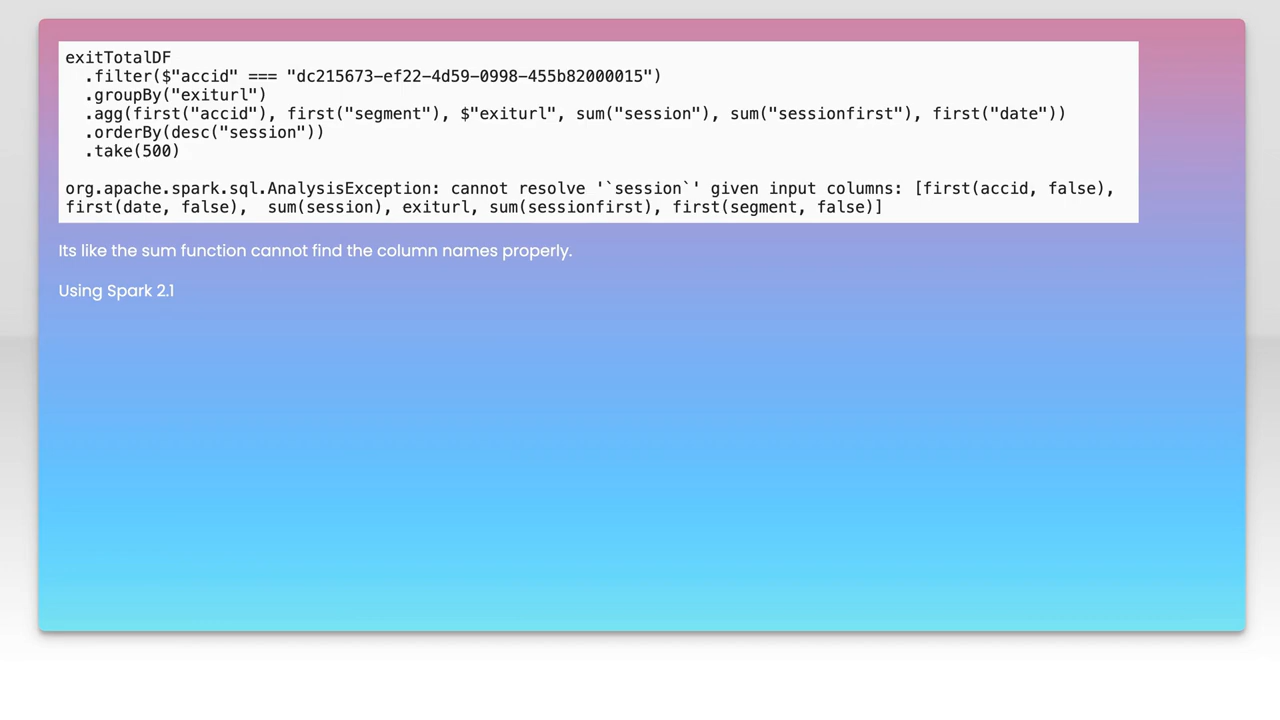 exitTotalDF
  .filter($"accid" === "dc215673-ef22-4d59-0998-455b82000015")
  .groupBy("exiturl")
  .agg(first("accid"), first("segment"), $"exiturl", sum("session"), sum("sessionfirst"), first("date"))
  .orderBy(desc("session"))
  .take(500)

org.apache.spark.sql.AnalysisException: cannot resolve '`session`' given input columns: [first(accid, false),
first(date, false),  sum(session), exiturl, sum(sessionfirst), first(segment, false)]
Its like the sum function cannot find the column names properly.
Using Spark 2.1